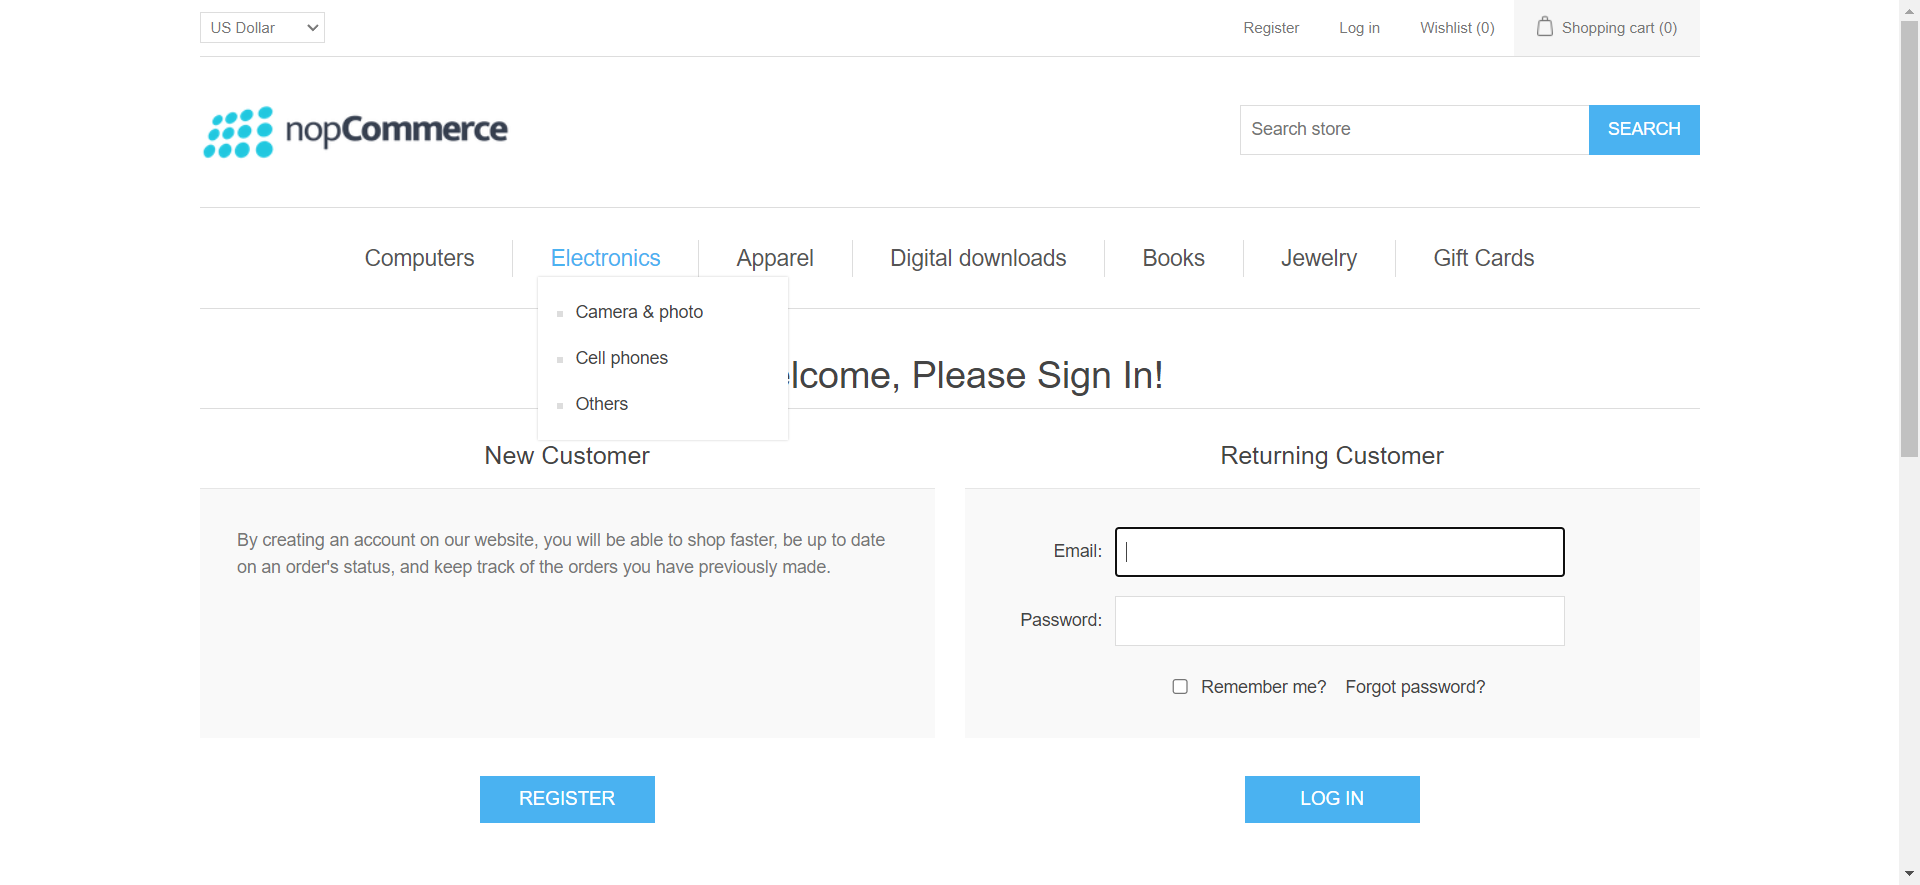 US Dollar
Register
Log in
Wishlist (0)
Shopping cart (0)
nopCommerce
Search store
SEARCH
Computers
Electronics
Apparel
Digital downloads
Books
Jewelry
Gift Cards
Camera & photo
Cell phones
Others
lcome, Please Sign In!
New Customer
By creating an account on our website, you will be able to shop faster, be up to date
on an order's status, and keep track of the orders you have previously made.
REGISTER
Returning Customer
Email:
Password:
Remember me?
Forgot password?
LOG IN